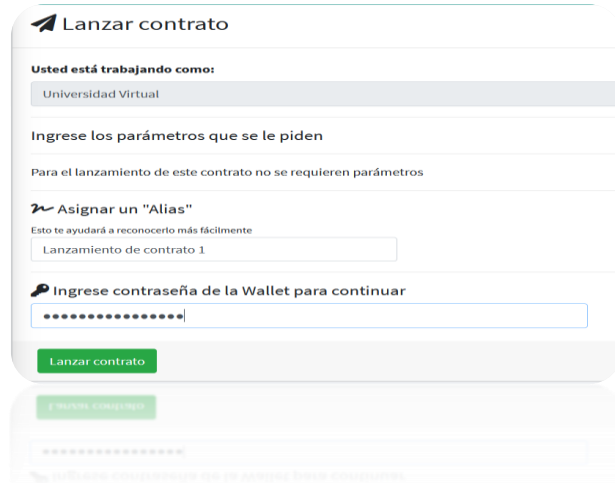 Lanzar contrato
Usted está trabajando como:
Universidad Virtual
Ingrese los parámetros que se le piden
Para el lanzamiento de este contrato no se requieren parámetros
Asignar un "Alias"
Esto te ayudará a reconocerlo más fácilmente
Lanzamiento de contrato 1
Ingrese contraseña de la Wallet para continuar
••••••••••••••••
Lanzar contrato